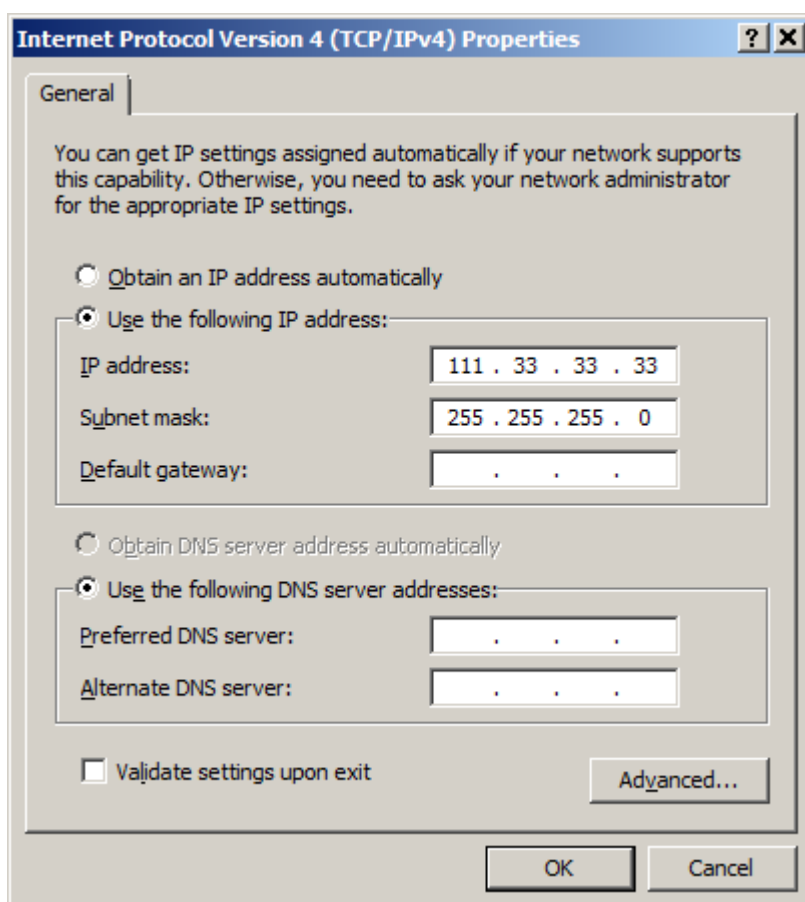 Internet Protocol Version 4 (TCP/IPv4) Properties ? X
General
You can get IP settings assigned automatically if your network supports
this capability. Otherwise, you need to ask your network administrator
for the appropriate IP settings.
Obtain an IP address automatically
Use the following IP address:
IP address: 111 . 33 . 33 . 33
Subnet mask: 255 . 255 . 255 . 0
Default gateway: . . .
Obtain DNS server address automatically
Use the following DNS server addresses:
Preferred DNS server: . . .
Alternate DNS server: . . .
Validate settings upon exit
Advanced...
OK Cancel